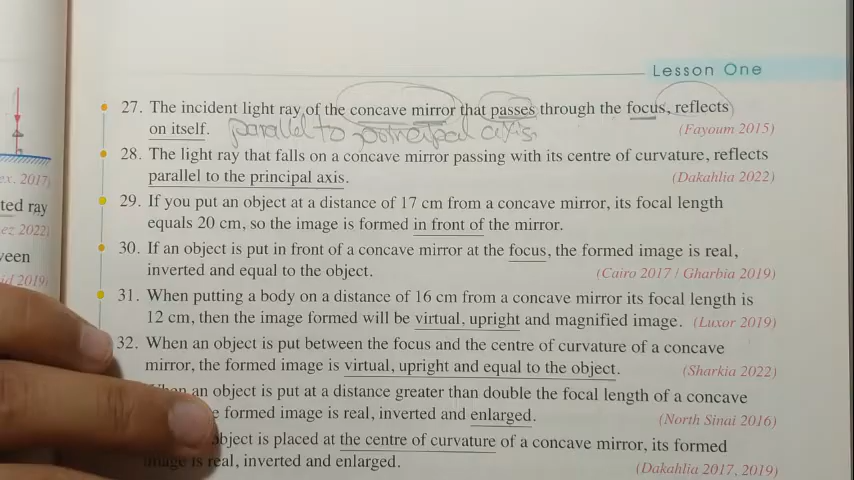 Lesson One
27. The incident light ray of the concave mirror that passes through the focus, reflects
on itself. parallel to principal axis. (Fayoum 2015)
28. The light ray that falls on a concave mirror passing with its centre of curvature, reflects
parallel to the principal axis. (Dakahlia 2022)
29. If you put an object at a distance of 17 cm from a concave mirror, its focal length
equals 20 cm, so the image is formed in front of the mirror.
30. If an object is put in front of a concave mirror at the focus, the formed image is real,
inverted and equal to the object. (Cairo 2017 / Gharbia 2019)
31. When putting a body on a distance of 16 cm from a concave mirror its focal length is
12 cm, then the image formed will be virtual, upright and magnified image. (Luxor 2019)
32. When an object is put between the focus and the centre of curvature of a concave
mirror, the formed image is virtual, upright and equal to the object. (Sharkia 2022)
an object is put at a distance greater than double the focal length of a concave
formed image is real, inverted and enlarged. (North Sinai 2016)
object is placed at the centre of curvature of a concave mirror, its formed
image is real, inverted and enlarged. (Dakahlia 2017, 2019)
2017)
ted ray
2022)
veen
2019)